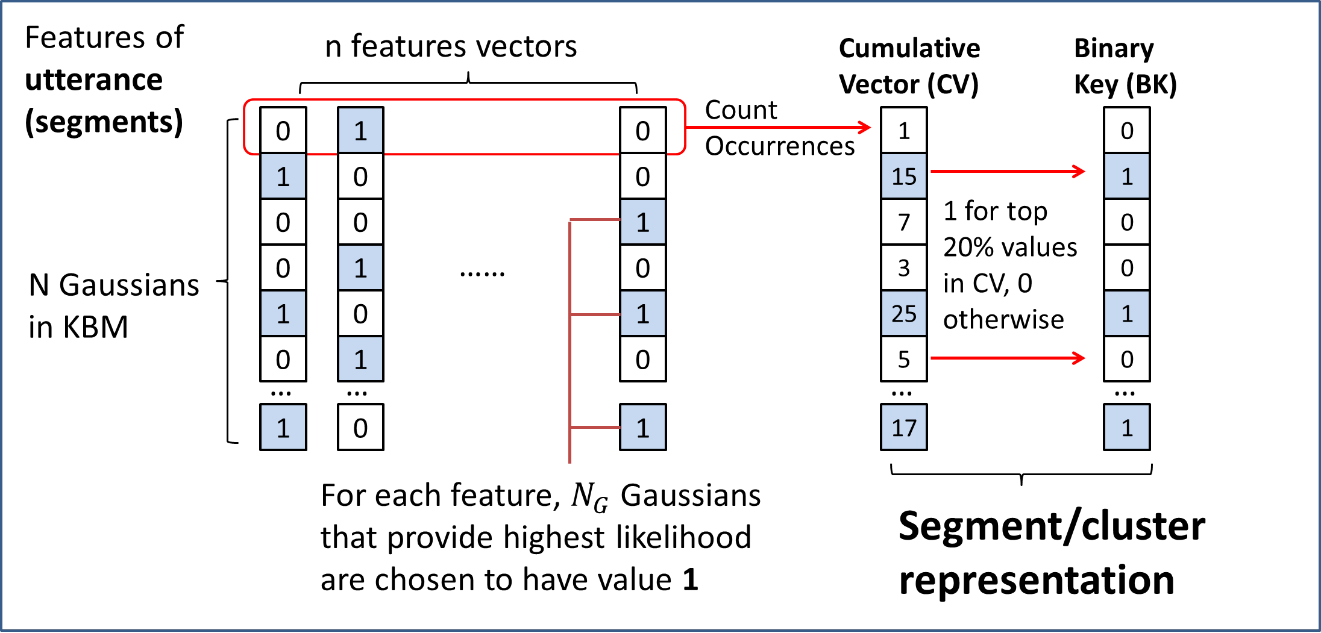 Features of
utterance
(segments)
n features vectors
Cumulative
Vector (CV)
Binary
Key (BK)
Count
Occurrences
N Gaussians
in KBM
0 1 0 1 0
1 0 0 15 1
0 0 1 7 0
0 1 ...... 0 3 0
1 0 1 25 1
0 1 0 5 0
... ... ... ... ...
1 0 1 17 1
1 for top
20% values
in CV, 0
otherwise
For each feature, N_G Gaussians
that provide highest likelihood
are chosen to have value 1
Segment/cluster
representation